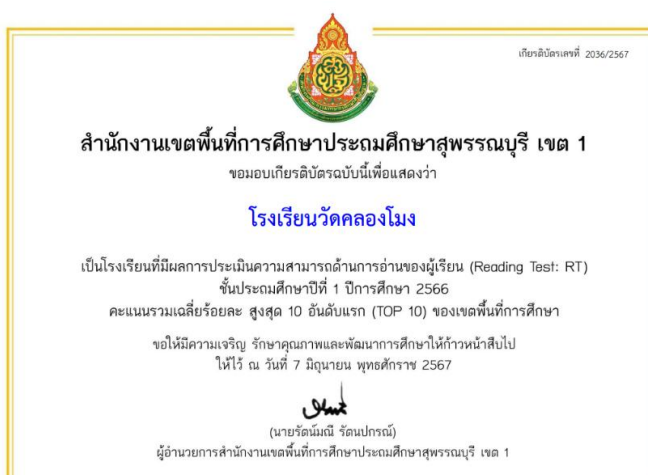 เกียรติบัตรเลขที่ 2036/2567
สำนักงานเขตพื้นที่การศึกษาประถมศึกษาสุพรรณบุรี เขต 1
ขอมอบเกียรติบัตรฉบับนี้เพื่อแสดงว่า
โรงเรียนวัดคลองโมง
เป็นโรงเรียนที่มีผลการประเมินความสามารถด้านการอ่านของผู้เรียน (Reading Test: RT)
ชั้นประถมศึกษาปีที่ 1 ปีการศึกษา 2566
คะแนนรวมเฉลี่ยร้อยละ สูงสุด 10 อันดับแรก (TOP 10) ของเขตพื้นที่การศึกษา
ขอให้มีความเจริญ รักษาคุณภาพและพัฒนาการศึกษาให้ก้าวหน้าสืบไป
ให้ไว้ ณ วันที่ 7 มิถุนายน พุทธศักราช 2567
(นายรัตน์มณี รัตนปกรณ์)
ผู้อำนวยการสำนักงานเขตพื้นที่การศึกษาประถมศึกษาสุพรรณบุรี เขต 1